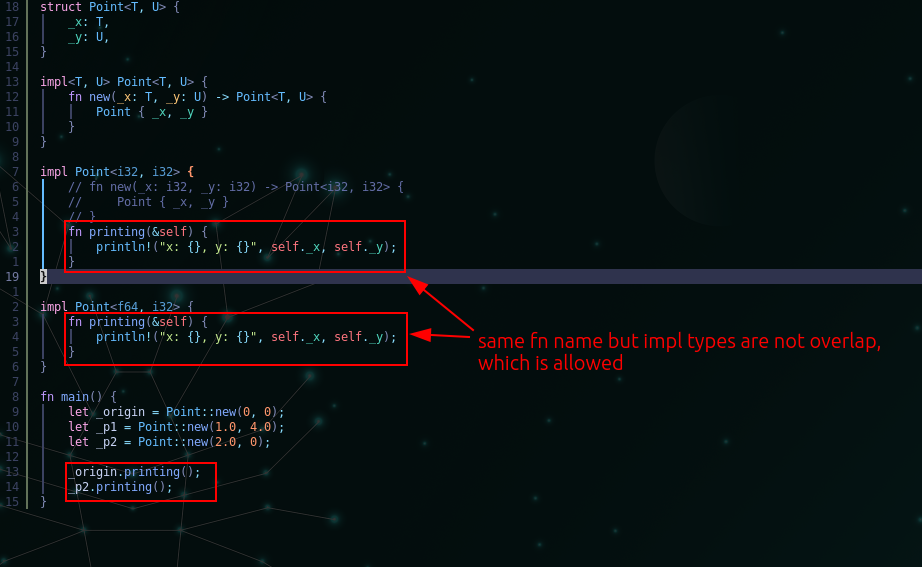 18 struct Point<T, U> {
17     _x: T,
16     _y: U,
15 }
14
13 impl<T, U> Point<T, U> {
12     fn new(_x: T, _y: U) -> Point<T, U> {
11         Point { _x, _y }
10     }
9 }
8
7 impl Point<i32, i32> {
6     // fn new(_x: i32, _y: i32) -> Point<i32, i32> {
5     //     Point { _x, _y }
4     // }
3     fn printing(&self) {
2         println!("x: {}, y: {}", self._x, self._y);
1     }
19 }
1
2 impl Point<f64, i32> {
3     fn printing(&self) {
4         println!("x: {}, y: {}", self._x, self._y);
5     }
6 }
7
8 fn main() {
9     let _origin = Point::new(0, 0);
10     let _p1 = Point::new(1.0, 4.0);
11     let _p2 = Point::new(2.0, 0);
12
13     _origin.printing();
14     _p2.printing();
15 }
same fn name but impl types are not overlap,
which is allowed